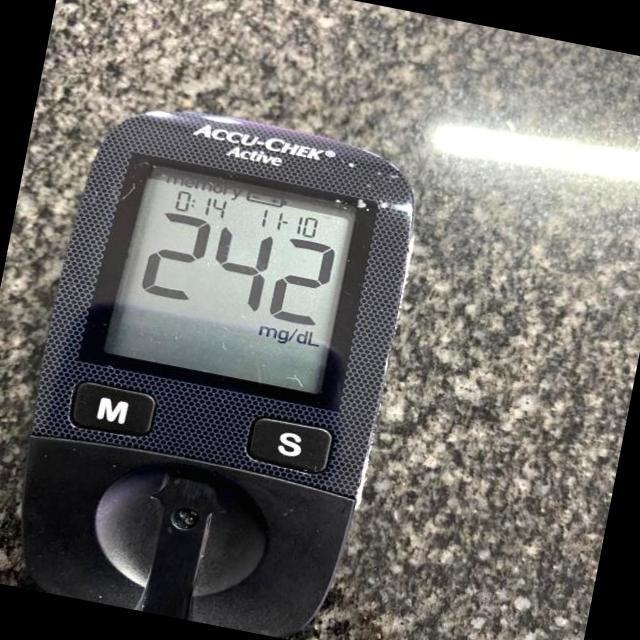 ACCU-CHEK®
Active
memory
0:14 11-10
242
mg/dL
M
S